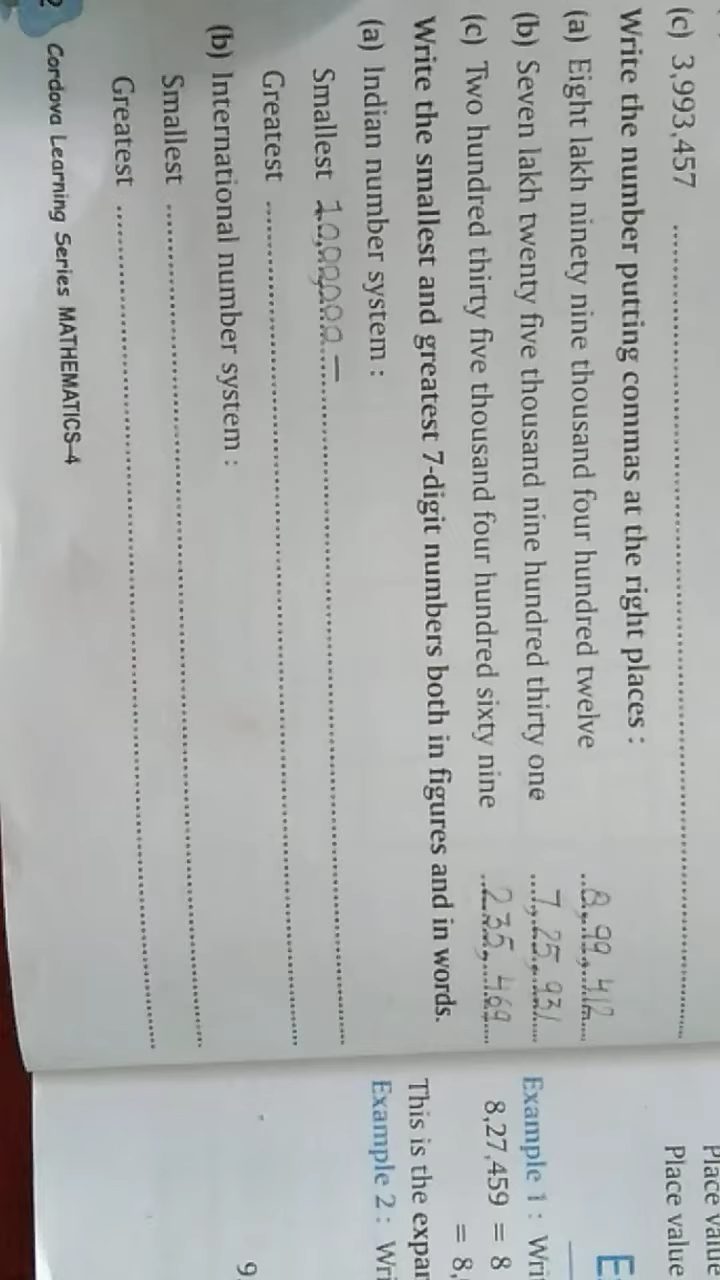 (c) 3,993,457
Write the number putting commas at the right places :
(a) Eight lakh ninety nine thousand four hundred twelve 8,99,412
(b) Seven lakh twenty five thousand nine hundred thirty one 7,25,931
(c) Two hundred thirty five thousand four hundred sixty nine 235,469
Write the smallest and greatest 7-digit numbers both in figures and in words.
(a) Indian number system :
Smallest 10,00,000 —
Greatest
(b) International number system :
Smallest
Greatest
2 Cordova Learning Series MATHEMATICS–4
Place value
Place value
E
Example 1 : Wri
8,27,459 = 8
= 8,
This is the expan
Example 2 : Wri
9